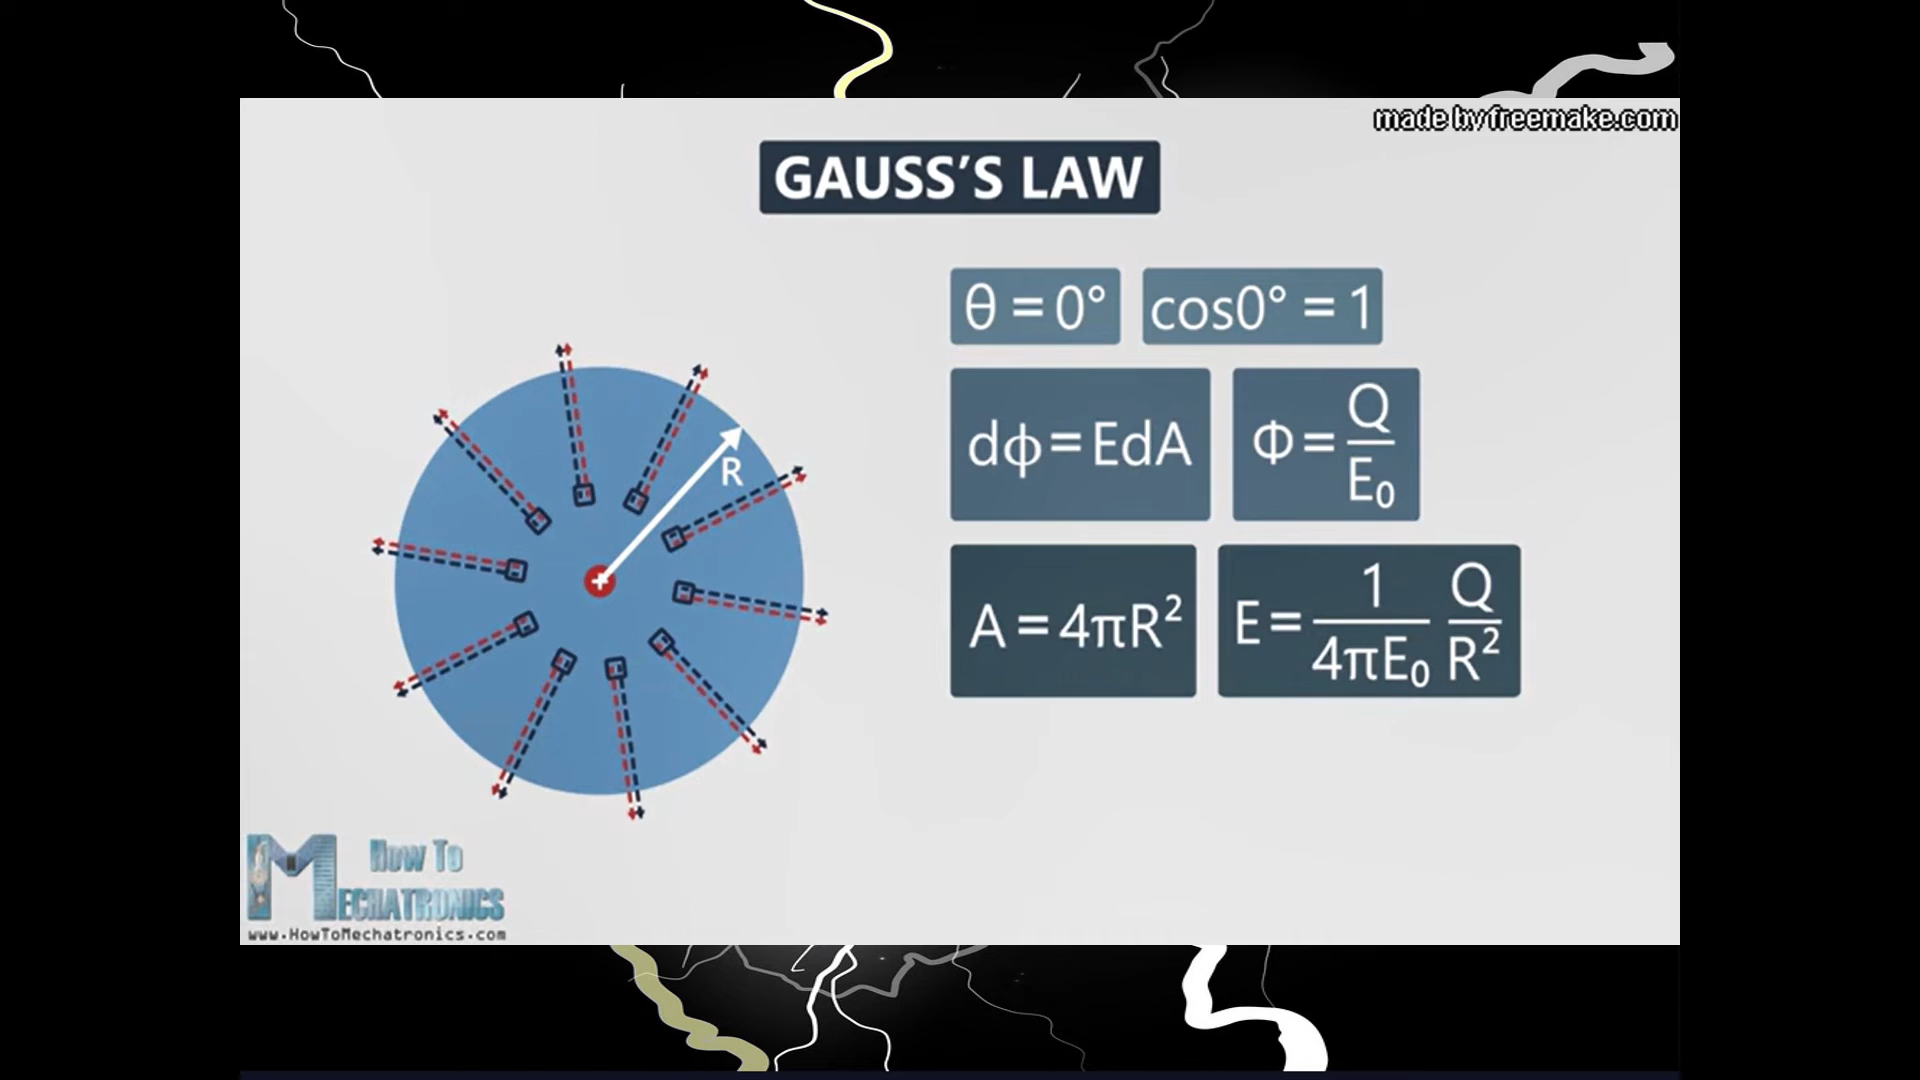 made by freemake.com
GAUSS’S LAW
θ = 0°
cos0° = 1
dϕ = EdA
Φ = Q/E₀
R
A = 4πR²
E = 1/4πE₀ Q/R²
How To
MECHATRONICS
www.HowToMechatronics.com